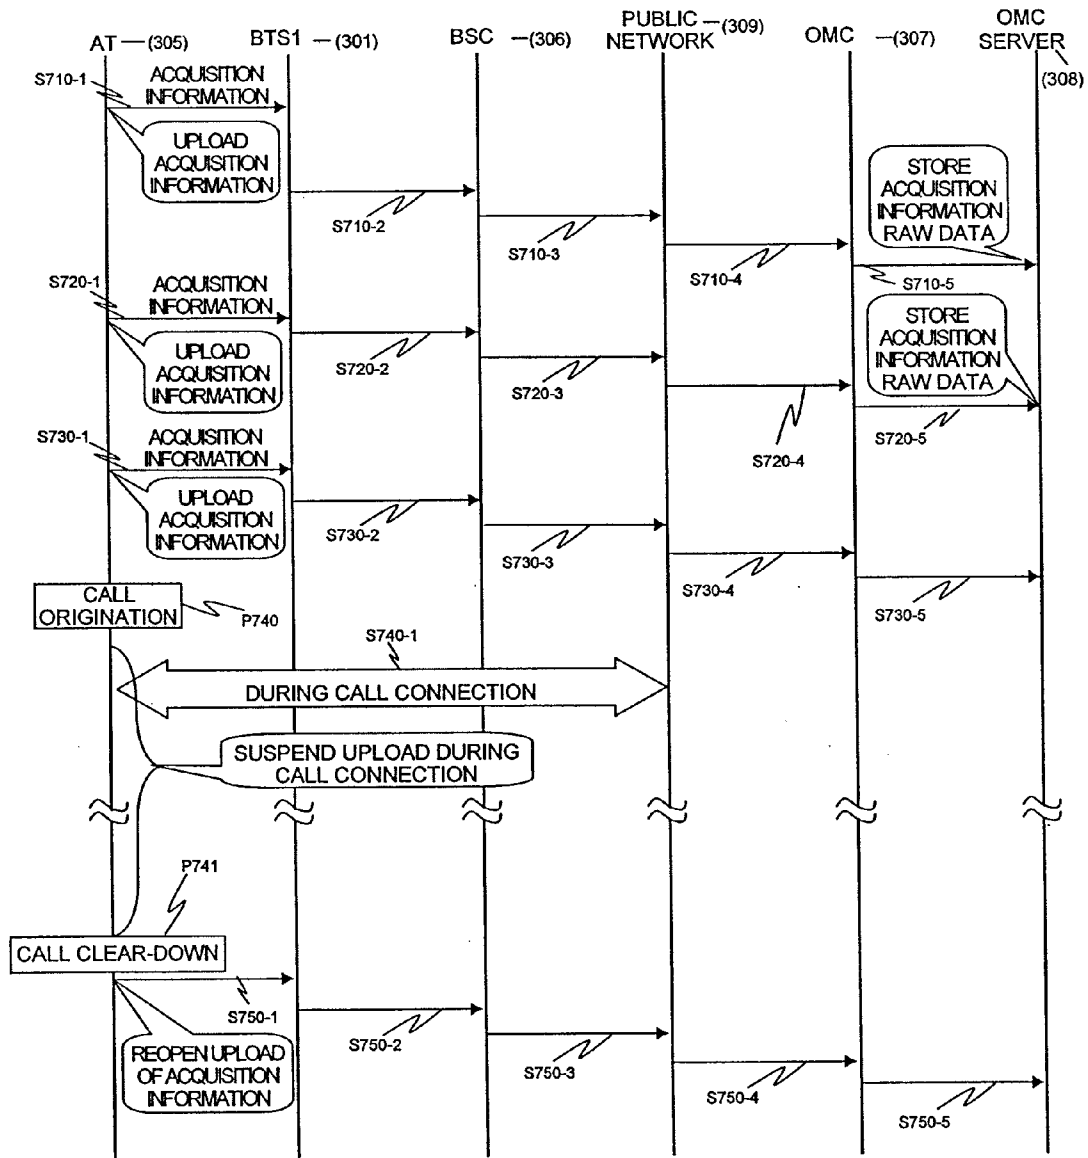 AT (305)
BTS1 (301)
BSC (306)
PUBLIC
NETWORK (309)
OMC (307)
OMC
SERVER
(308)
S710-1
ACQUISITION
INFORMATION
UPLOAD
ACQUISITION
INFORMATION
S710-2
S710-3
S710-4
STORE
ACQUISITION
INFORMATION
RAW DATA
S710-5
S720-1
ACQUISITION
INFORMATION
UPLOAD
ACQUISITION
INFORMATION
S720-2
S720-3
S720-4
STORE
ACQUISITION
INFORMATION
RAW DATA
S720-5
S730-1
ACQUISITION
INFORMATION
UPLOAD
ACQUISITION
INFORMATION
S730-2
S730-3
S730-4
S730-5
CALL
ORIGINATION
P740
S740-1
DURING CALL CONNECTION
SUSPEND UPLOAD DURING
CALL CONNECTION
P741
CALL CLEAR-DOWN
S750-1
REOPEN UPLOAD
OF ACQUISITION
INFORMATION
S750-2
S750-3
S750-4
S750-5